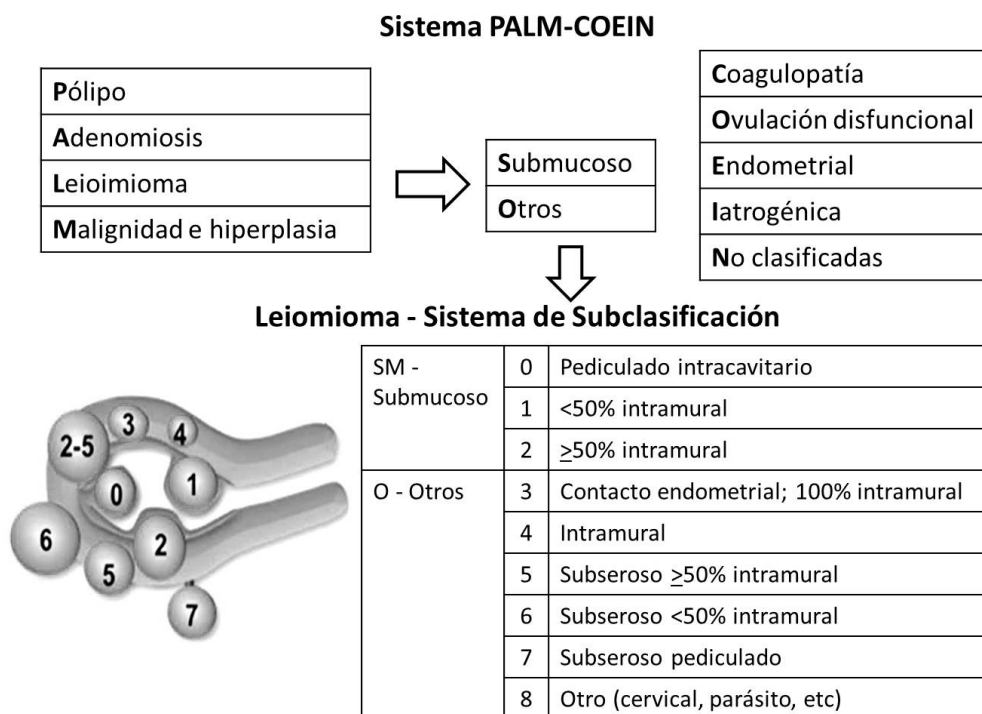 Sistema PALM-COEIN
Pólipo
Adenomiosis
Leioimioma
Malignidad e hiperplasia
Submucoso
Otros
Coagulopatía
Ovulación disfuncional
Endometrial
Iatrogénica
No clasificadas
Leiomioma - Sistema de Subclasificación
2-5
3
4
0
1
6
5
2
7
SM -
Submucoso
0 Pediculado intracavitario
1 <50% intramural
2 ≥50% intramural
O - Otros
3 Contacto endometrial; 100% intramural
4 Intramural
5 Subseroso ≥50% intramural
6 Subseroso <50% intramural
7 Subseroso pediculado
8 Otro (cervical, parásito, etc)